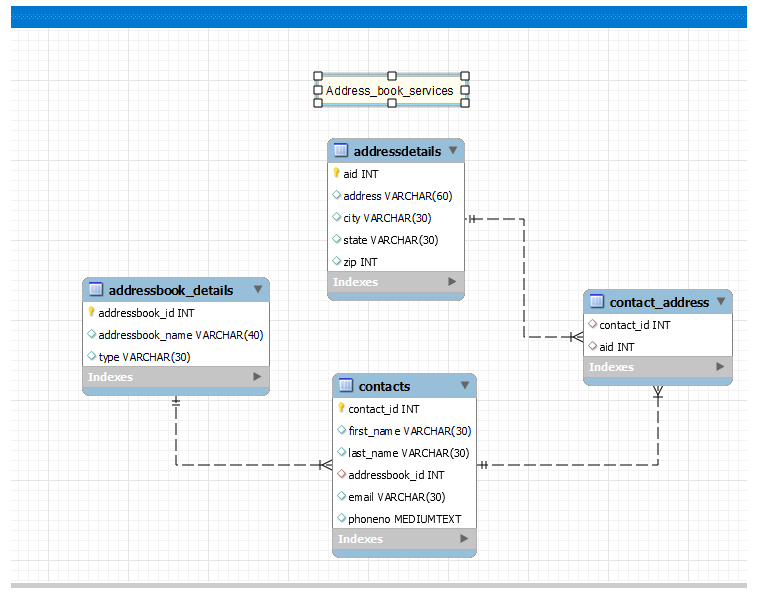 Address_book_services
addressdetails
aid INT
address VARCHAR(60)
city VARCHAR(30)
state VARCHAR(30)
zip INT
Indexes
addressbook_details
addressbook_id INT
addressbook_name VARCHAR(40)
type VARCHAR(30)
Indexes
contact_address
contact_id INT
aid INT
Indexes
contacts
contact_id INT
first_name VARCHAR(30)
last_name VARCHAR(30)
addressbook_id INT
email VARCHAR(30)
phoneno MEDIUMTEXT
Indexes